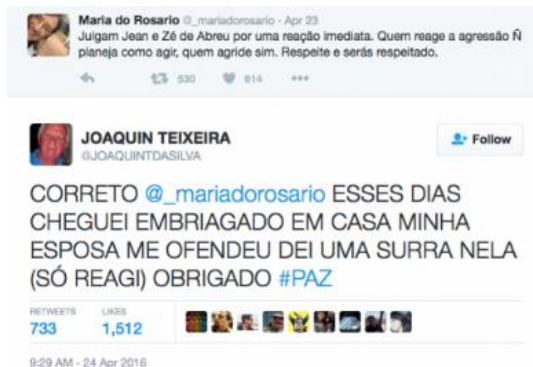 Maria do Rosario @_mariadorosario · Apr 23
Julgam Jean e Zé de Abreu por uma reação imediata. Quem reage a agressão Ñ
planeja como agir, quem agride sim. Respeite e serás respeitado.
530 614
JOAQUIN TEIXEIRA
@JOAQUINTDASILVA
Follow
CORRETO @_mariadorosario ESSES DIAS
CHEGUEI EMBRIAGADO EM CASA MINHA
ESPOSA ME OFENDEU DEI UMA SURRA NELA
(SÓ REAGI) OBRIGADO #PAZ
RETWEETS LIKES
733 1,512
9:29 AM - 24 Apr 2016